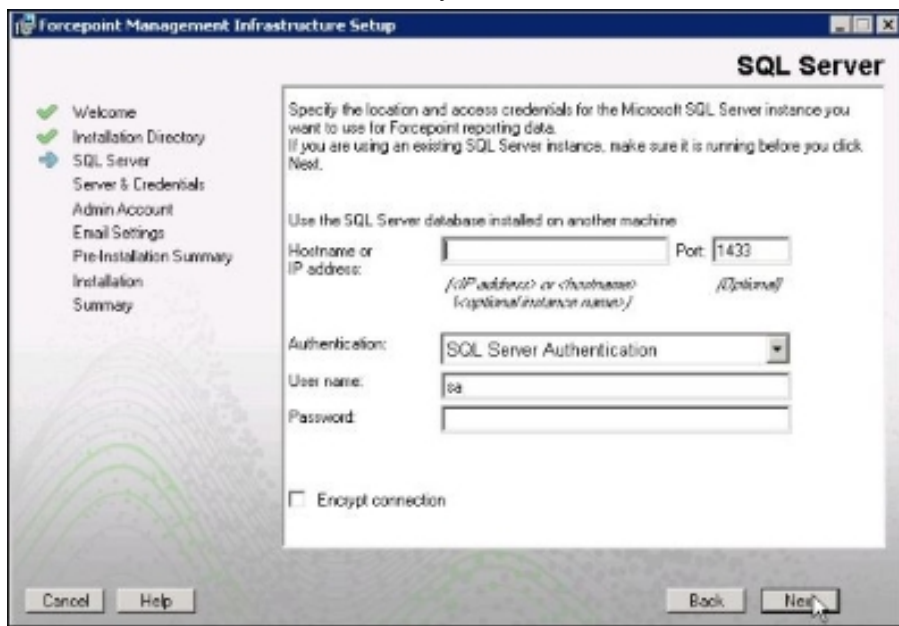 Forcepoint Management Infrastructure Setup
SQL Server
Welcome
Installation Directory
SQL Server
Server & Credentials
Admin Account
Email Settings
Pre-Installation Summary
Installation
Summary
Specify the location and access credentials for the Microsoft SQL Server instance you
want to use for Forcepoint reporting data.
If you are using an existing SQL Server instance, make sure it is running before you click
Next.
Use the SQL Server database installed on another machine
Hostname or
IP address:
Port: 1433
[<IP address> or <hostname>
\<optional instance name>]
[Optional]
Authentication:
SQL Server Authentication
User name:
sa
Password:
Encrypt connection
Cancel
Help
Back
Next